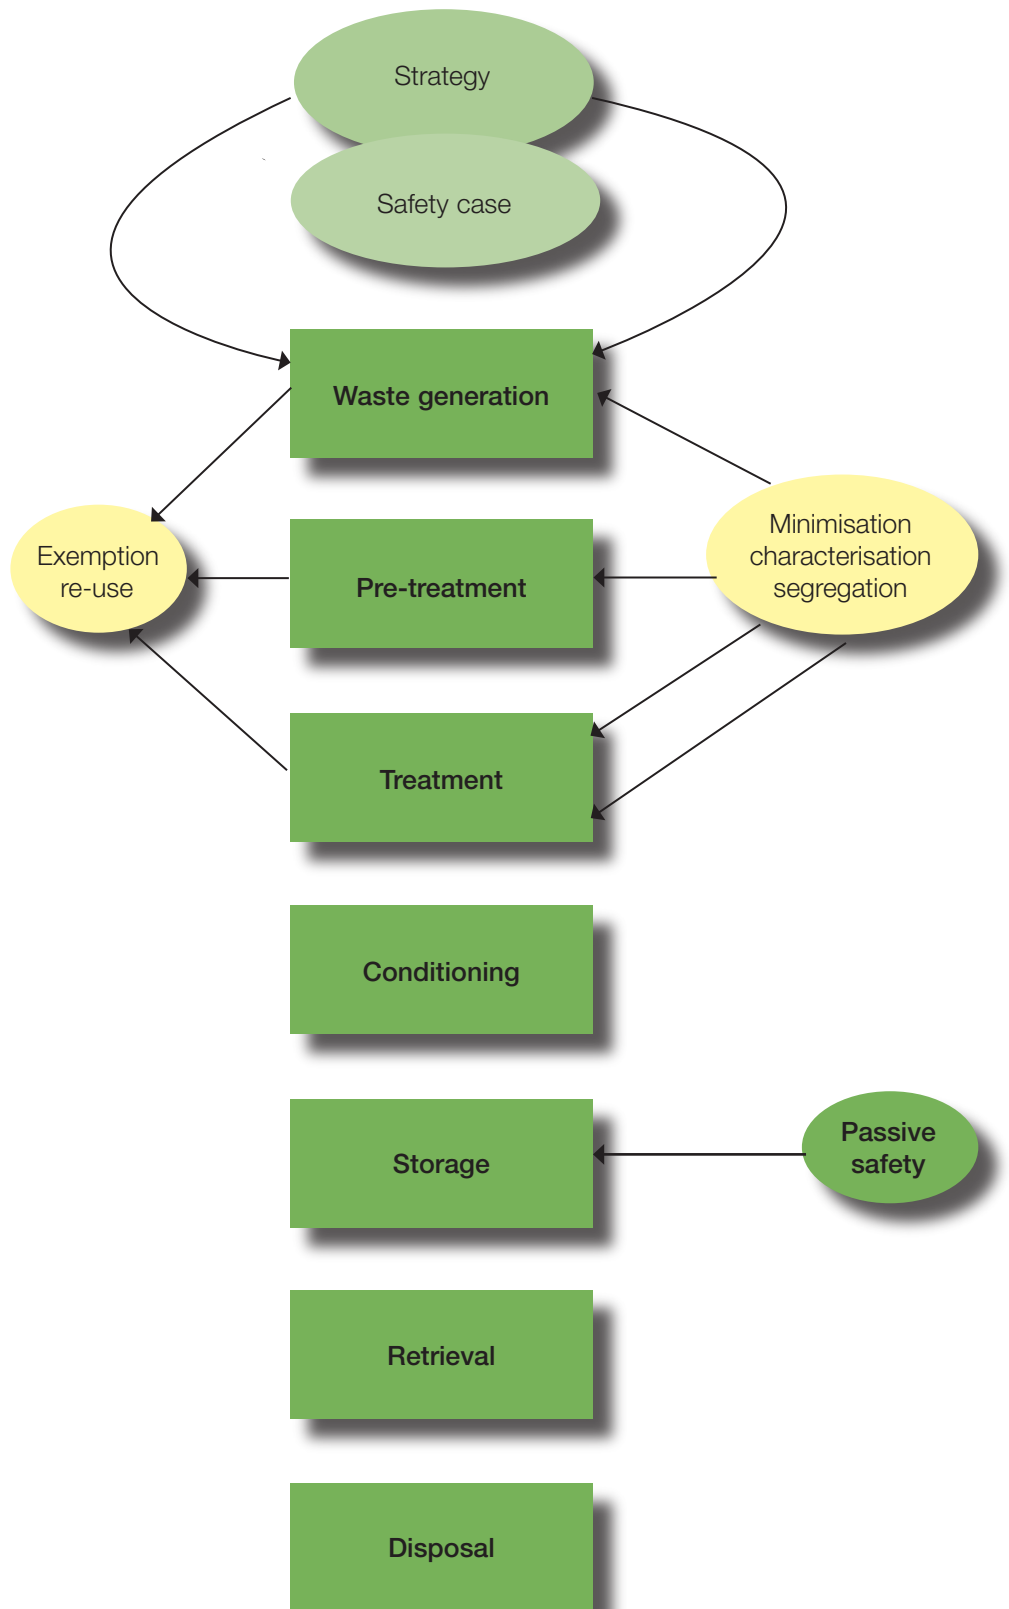 Strategy
Safety case
Waste generation
Exemption
re-use
Pre-treatment
Minimisation
characterisation
segregation
Treatment
Conditioning
Storage
Passive
safety
Retrieval
Disposal